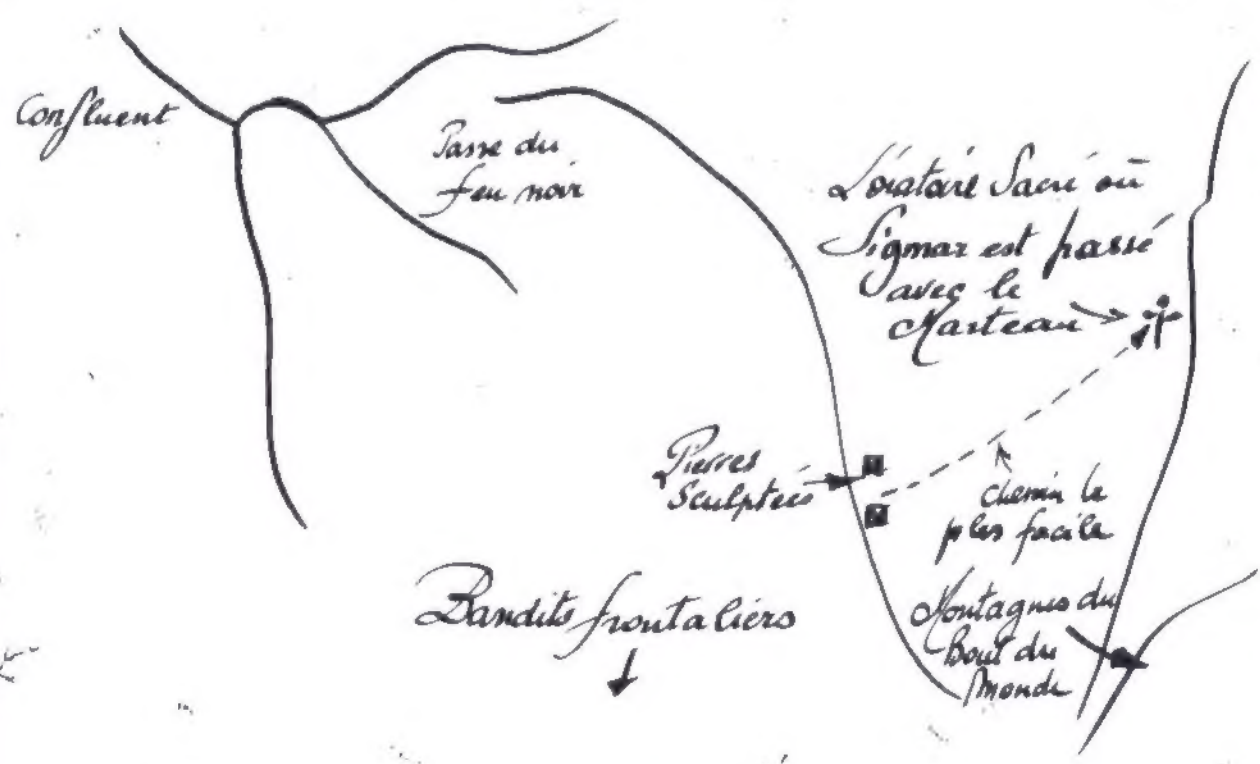 Confluent
Passe du
feu noir
L'oratoire Sacré où
Sigmar est passé
avec le
Marteau
Pierres
Sculptées
chemin le
plus facile
Bandits frontaliers
Montagnes du
Bout du
Monde